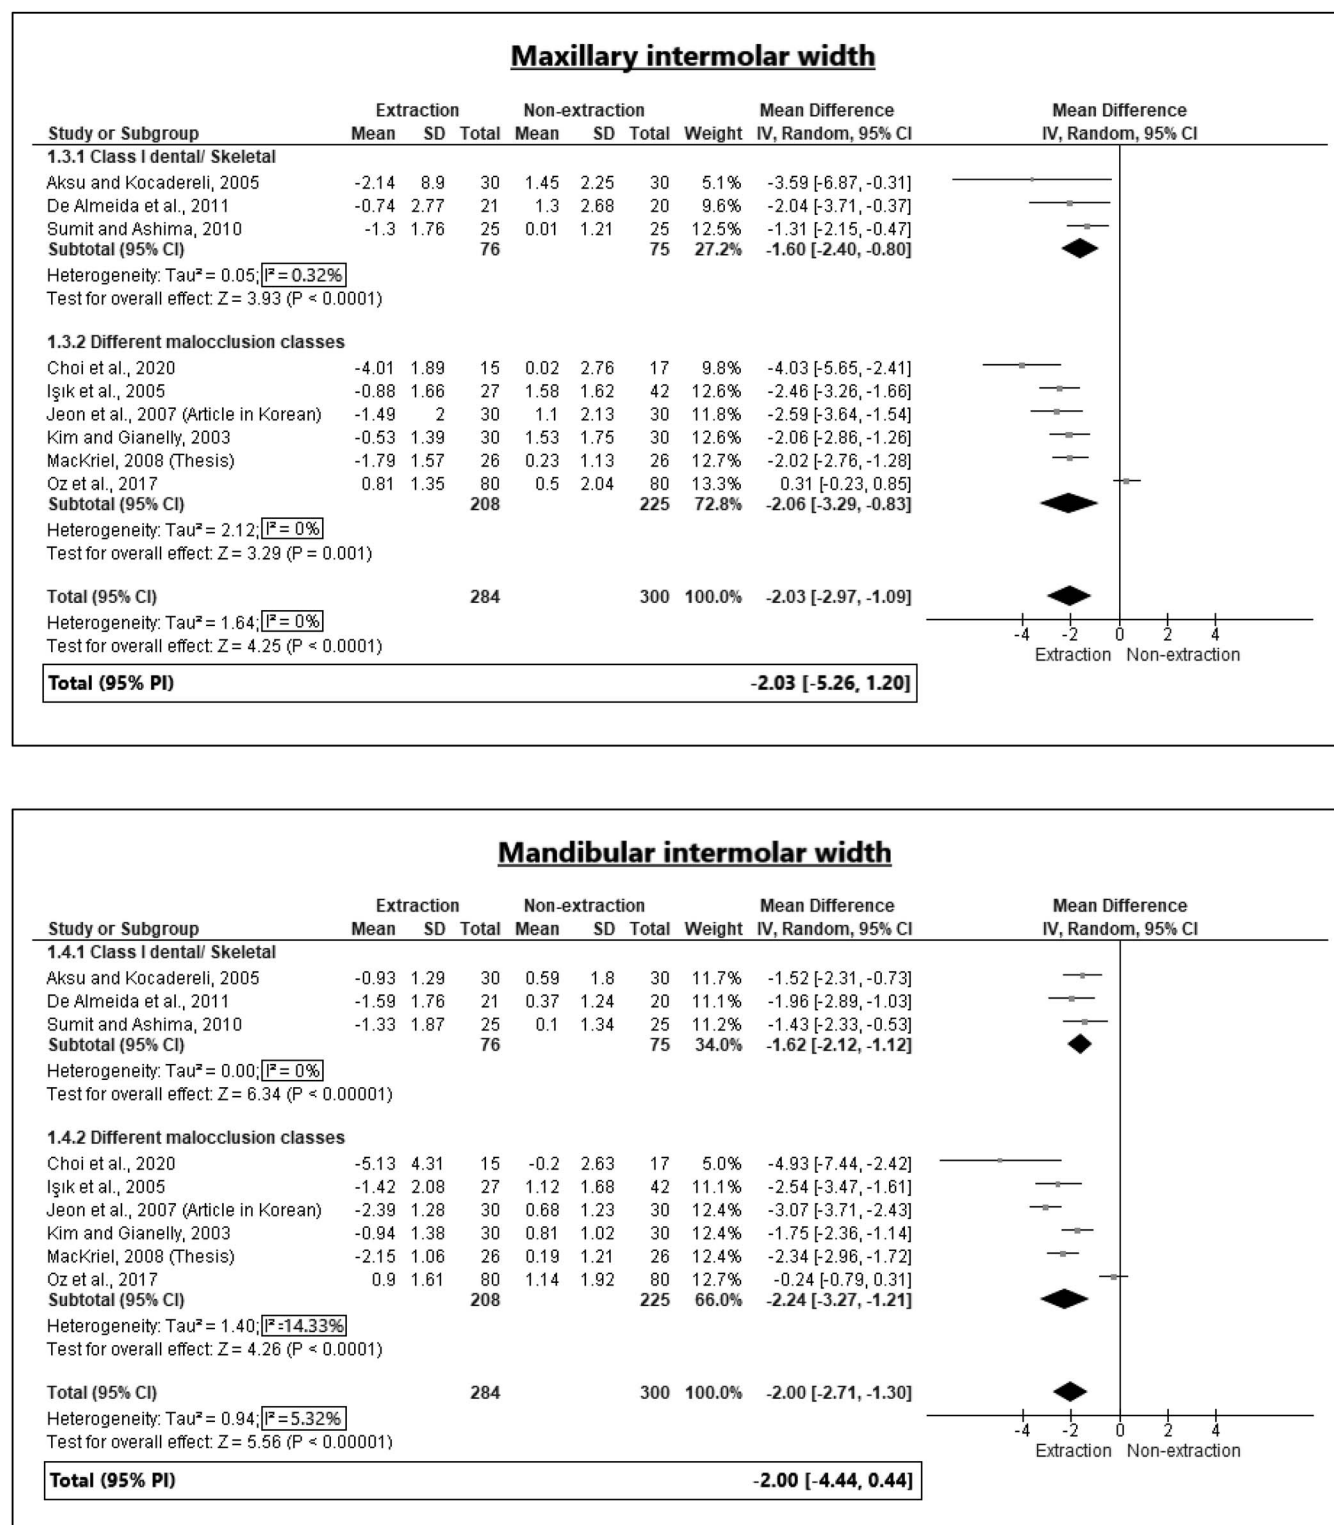 Maxillary intermolar width
Extraction Non-extraction Mean Difference Mean Difference
Study or Subgroup Mean SD Total Mean SD Total Weight IV, Random, 95% CI IV, Random, 95% CI
1.3.1 Class I dental/ Skeletal
Aksu and Kocadereli, 2005 -2.14 8.9 30 1.45 2.25 30 5.1% -3.59 [-6.87, -0.31]
De Almeida et al., 2011 -0.74 2.77 21 1.3 2.68 20 9.6% -2.04 [-3.71, -0.37]
Sumit and Ashima, 2010 -1.3 1.76 25 0.01 1.21 25 12.5% -1.31 [-2.15, -0.47]
Subtotal (95% CI) 76 75 27.2% -1.60 [-2.40, -0.80]
Heterogeneity: Tau² = 0.05; I² = 0.32%
Test for overall effect: Z = 3.93 (P < 0.0001)
1.3.2 Different malocclusion classes
Choi et al., 2020 -4.01 1.89 15 0.02 2.76 17 9.8% -4.03 [-5.65, -2.41]
Işık et al., 2005 -0.88 1.66 27 1.58 1.62 42 12.6% -2.46 [-3.26, -1.66]
Jeon et al., 2007 (Article in Korean) -1.49 2 30 1.1 2.13 30 11.8% -2.59 [-3.64, -1.54]
Kim and Gianelly, 2003 -0.53 1.39 30 1.53 1.75 30 12.6% -2.06 [-2.86, -1.26]
MacKriel, 2008 (Thesis) -1.79 1.57 26 0.23 1.13 26 12.7% -2.02 [-2.76, -1.28]
Oz et al., 2017 0.81 1.35 80 0.5 2.04 80 13.3% 0.31 [-0.23, 0.85]
Subtotal (95% CI) 208 225 72.8% -2.06 [-3.29, -0.83]
Heterogeneity: Tau² = 2.12; I² = 0%
Test for overall effect: Z = 3.29 (P = 0.001)
Total (95% CI) 284 300 100.0% -2.03 [-2.97, -1.09]
Heterogeneity: Tau² = 1.64; I² = 0%
Test for overall effect: Z = 4.25 (P < 0.0001)
-4 -2 0 2 4
Extraction Non-extraction
Total (95% PI) -2.03 [-5.26, 1.20]
Mandibular intermolar width
Extraction Non-extraction Mean Difference Mean Difference
Study or Subgroup Mean SD Total Mean SD Total Weight IV, Random, 95% CI IV, Random, 95% CI
1.4.1 Class I dental/ Skeletal
Aksu and Kocadereli, 2005 -0.93 1.29 30 0.59 1.8 30 11.7% -1.52 [-2.31, -0.73]
De Almeida et al., 2011 -1.59 1.76 21 0.37 1.24 20 11.1% -1.96 [-2.89, -1.03]
Sumit and Ashima, 2010 -1.33 1.87 25 0.1 1.34 25 11.2% -1.43 [-2.33, -0.53]
Subtotal (95% CI) 76 75 34.0% -1.62 [-2.12, -1.12]
Heterogeneity: Tau² = 0.00; I² = 0%
Test for overall effect: Z = 6.34 (P < 0.00001)
1.4.2 Different malocclusion classes
Choi et al., 2020 -5.13 4.31 15 -0.2 2.63 17 5.0% -4.93 [-7.44, -2.42]
Işık et al., 2005 -1.42 2.08 27 1.12 1.68 42 11.1% -2.54 [-3.47, -1.61]
Jeon et al., 2007 (Article in Korean) -2.39 1.28 30 0.68 1.23 30 12.4% -3.07 [-3.71, -2.43]
Kim and Gianelly, 2003 -0.94 1.38 30 0.81 1.02 30 12.4% -1.75 [-2.36, -1.14]
MacKriel, 2008 (Thesis) -2.15 1.06 26 0.19 1.21 26 12.4% -2.34 [-2.96, -1.72]
Oz et al., 2017 0.9 1.61 80 1.14 1.92 80 12.7% -0.24 [-0.79, 0.31]
Subtotal (95% CI) 208 225 66.0% -2.24 [-3.27, -1.21]
Heterogeneity: Tau² = 1.40; I² =14.33%
Test for overall effect: Z = 4.26 (P < 0.0001)
Total (95% CI) 284 300 100.0% -2.00 [-2.71, -1.30]
Heterogeneity: Tau² = 0.94; I² = 5.32%
Test for overall effect: Z = 5.56 (P < 0.00001)
-4 -2 0 2 4
Extraction Non-extraction
Total (95% PI) -2.00 [-4.44, 0.44]